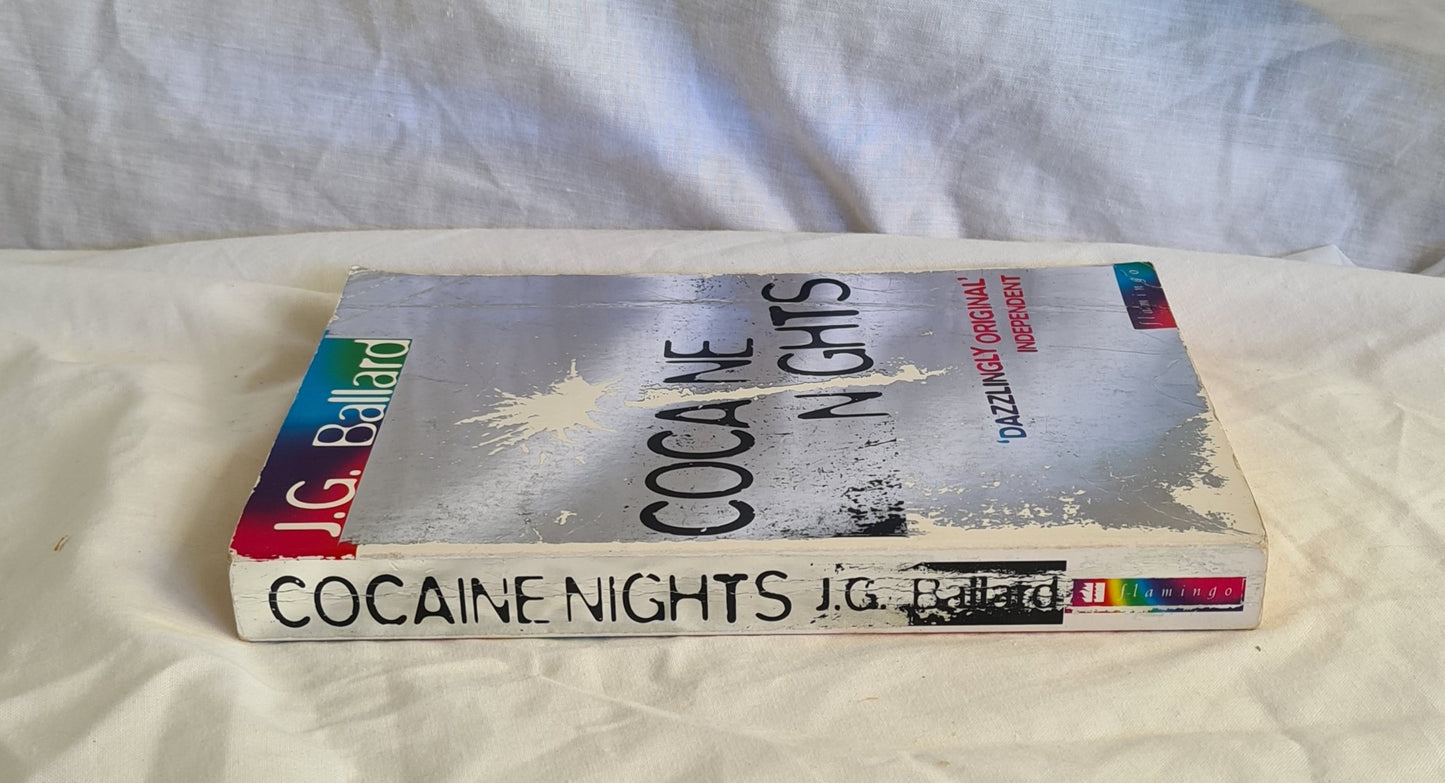 J.G. Ballard
COCAINE
NIGHTS
'DAZZLINGLY ORIGINAL'
INDEPENDENT
flamingo
COCAINE NIGHTS J.G. Ballard flamingo